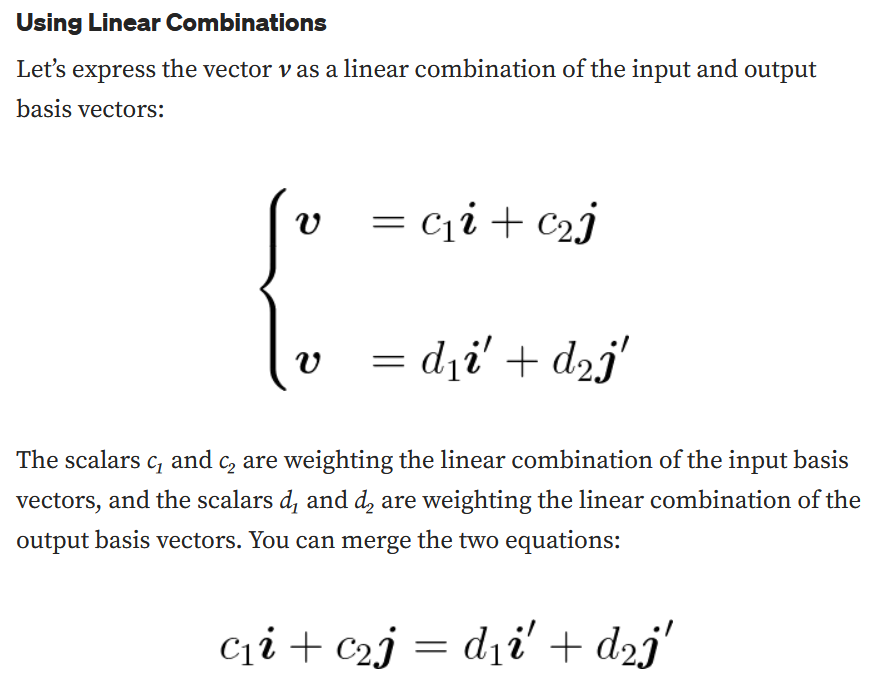 Using Linear Combinations
Let’s express the vector v as a linear combination of the input and output
basis vectors:
v = c₁i + c₂j
v = d₁i′ + d₂j′
The scalars c₁ and c₂ are weighting the linear combination of the input basis
vectors, and the scalars d₁ and d₂ are weighting the linear combination of the
output basis vectors. You can merge the two equations:
c₁i + c₂j = d₁i′ + d₂j′